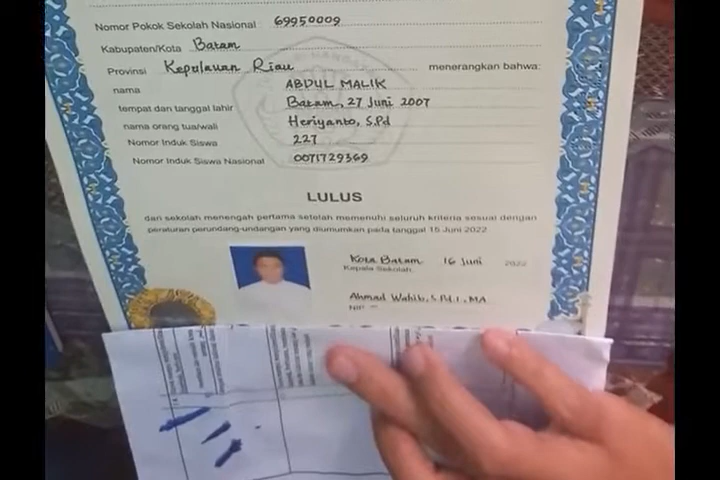 Nomor Pokok Sekolah Nasional : 69950009
Kabupaten/Kota Batam
Provinsi Kepulauan Riau menerangkan bahwa:
nama ABDUL MALIK
tempat dan tanggal lahir Batam, 27 Juni 2007
nama orang tua/wali Heriyanto, S.Pd
Nomor Induk Siswa 227
Nomor Induk Siswa Nasional 0071729369
LULUS
dari sekolah menengah pertama setelah memenuhi seluruh kriteria sesuai dengan
peraturan perundang-undangan yang diumumkan pada tanggal 15 Juni 2022
Kota Batam 16 Juni 2022
Kepala Sekolah
Ahmad Wahib, S.Pd.I., MA
NIP –